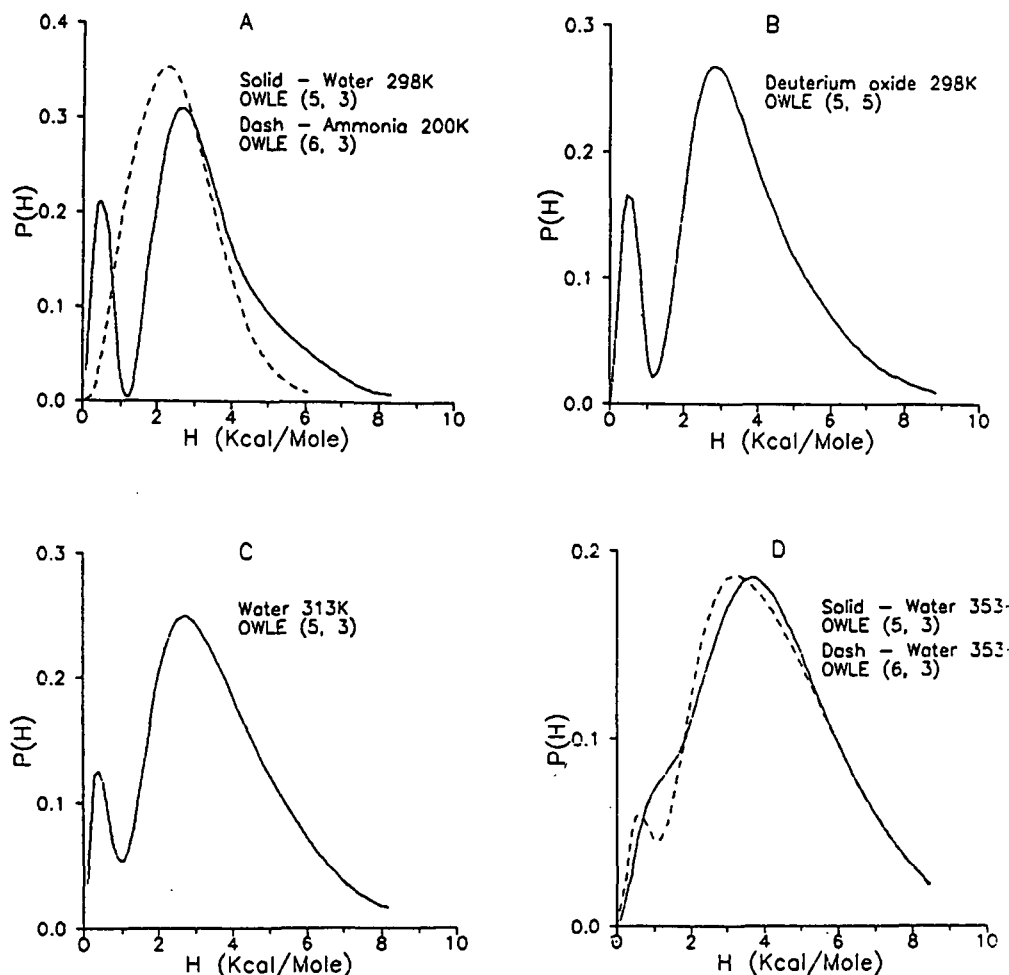 A
Solid – Water 298K
OWLE (5, 3)
Dash – Ammonia 200K
OWLE (6, 3)
0.4
0.3
0.2
0.1
0.0
P(H)
0 2 4 6 8 10
H (Kcal/Mole)
B
Deuterium oxide 298K
OWLE (5, 5)
0.3
0.2
0.1
0.0
P(H)
0 2 4 6 8 10
H (Kcal/Mole)
C
Water 313K
OWLE (5, 3)
0.3
0.2
0.1
0.0
P(H)
0 2 4 6 8 10
H (Kcal/Mole)
D
Solid – Water 353
OWLE (5, 3)
Dash – Water 353
OWLE (6, 3)
0.2
0.1
0.0
P(H)
0 2 4 6 8 10
H (Kcal/Mole)